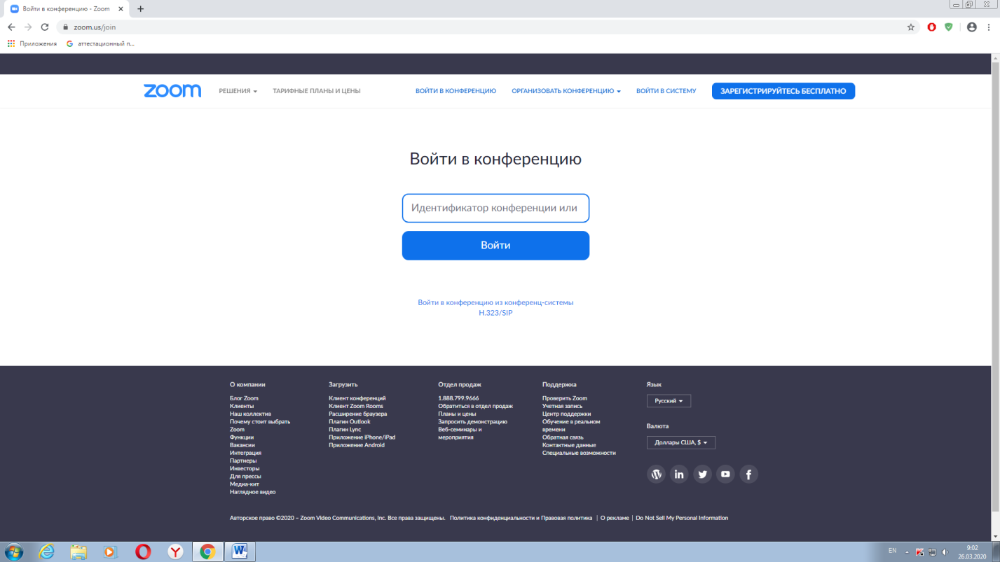 Войти в конференцию - Zoom
zoom.us/join
Приложения
аттестационный п...
zoom
РЕШЕНИЯ
ТАРИФНЫЕ ПЛАНЫ И ЦЕНЫ
ВОЙТИ В КОНФЕРЕНЦИЮ
ОРГАНИЗОВАТЬ КОНФЕРЕНЦИЮ
ВОЙТИ В СИСТЕМУ
ЗАРЕГИСТРИРУЙТЕСЬ БЕСПЛАТНО
Войти в конференцию
Идентификатор конференции или
Войти
Войти в конференцию из конференц-системы
H.323/SIP
О компании
Блог Zoom
Клиенты
Наш коллектив
Почему стоит выбрать
Zoom
Функции
Вакансии
Интеграция
Партнеры
Инвесторы
Для прессы
Медиа-кит
Наглядное видео
Загрузить
Клиент конференций
Клиент Zoom Rooms
Расширение браузера
Плагин Outlook
Плагин Lync
Приложение iPhone/iPad
Приложение Android
Отдел продаж
1.888.799.9666
Обратиться в отдел продаж
Планы и цены
Запросить демонстрацию
Веб-семинары и
мероприятия
Поддержка
Проверить Zoom
Учетная запись
Центр поддержки
Обучение в реальном
времени
Обратная связь
Контактные данные
Специальные возможности
Язык
Русский
Валюта
Доллары США, $
Авторское право ©2020 – Zoom Video Communications, Inc. Все права защищены. Политика конфиденциальности и Правовая политика | О рекламе | Do Not Sell My Personal Information
EN
9:02
26.03.2020